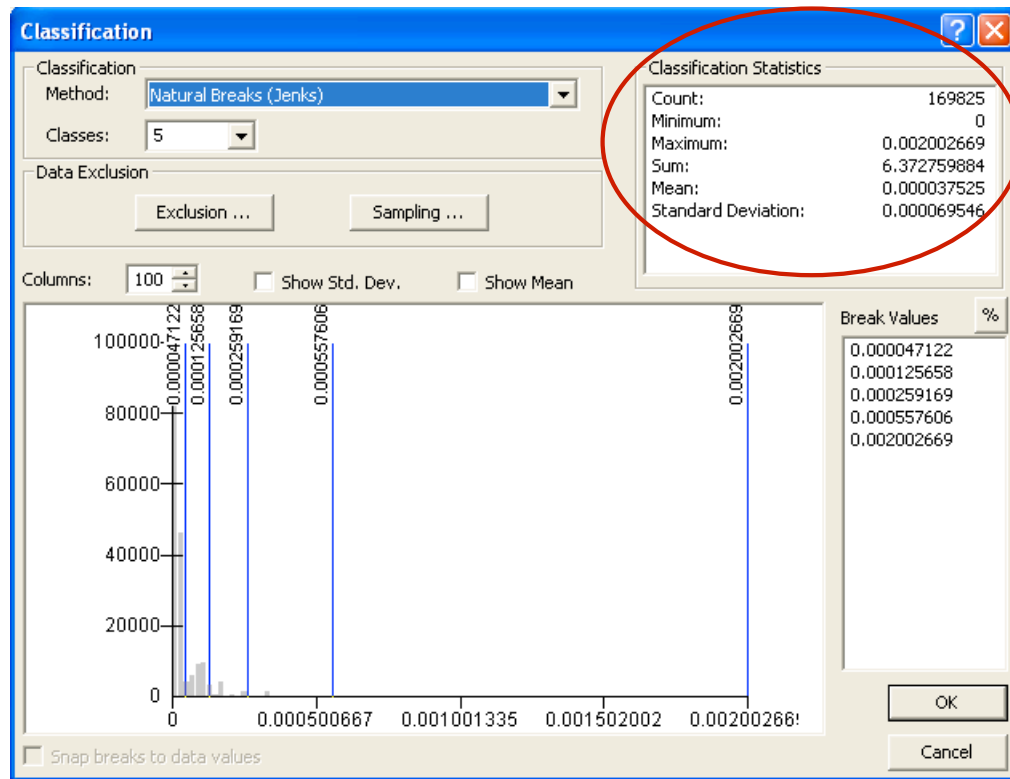 Classification
Classification
Method: Natural Breaks (Jenks)
Classes: 5
Data Exclusion
Exclusion ...
Sampling ...
Classification Statistics
Count: 169825
Minimum: 0
Maximum: 0.002002669
Sum: 6.372759884
Mean: 0.000037525
Standard Deviation: 0.000069546
Columns: 100
Show Std. Dev.
Show Mean
0.000047122
0.000125658
0.000259169
0.000557606
0.002002669
100000
80000
60000
40000
20000
0
0 0.000500667 0.001001335 0.001502002 0.00200266
Break Values %
0.000047122
0.000125658
0.000259169
0.000557606
0.002002669
Snap breaks to data values
OK
Cancel